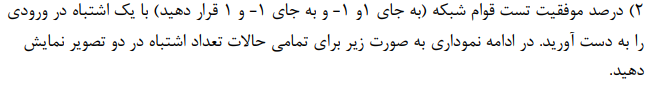 ۲) درصد موفقیت تست قوام شبکه (به جای ۱و ۱- و به جای ۱- و ۱ قرار دهید) با یک اشتباه در ورودی
را به دست آورید. در ادامه نموداری به صورت زیر برای تمامی حالات تعداد اشتباه در دو تصویر نمایش
دهید.